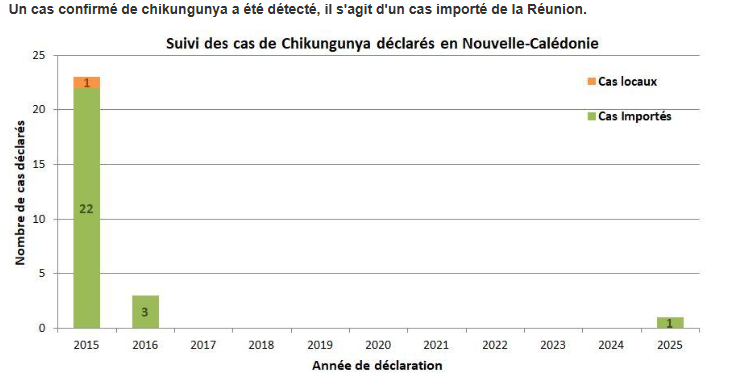 Un cas confirmé de chikungunya a été détecté, il s'agit d'un cas importé de la Réunion.
Suivi des cas de Chikungunya déclarés en Nouvelle-Calédonie
Nombre de cas déclarés
25
20
15
10
5
0
1
22
3
1
Cas locaux
Cas Importés
2015 2016 2017 2018 2019 2020 2021 2022 2023 2024 2025
Année de déclaration